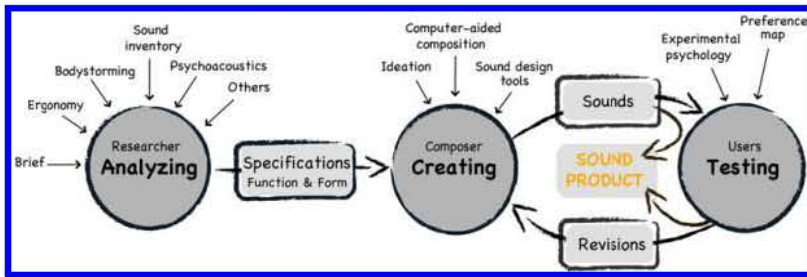 Sound
inventory
Bodystorming
Psychoacoustics
Ergonomy
Others
Brief
Researcher
Analyzing
Specifications
Function & Form
Computer-aided
composition
Ideation
Sound design
tools
Composer
Creating
Sounds
SOUND
PRODUCT
Revisions
Preference
map
Experimental
psychology
Users
Testing